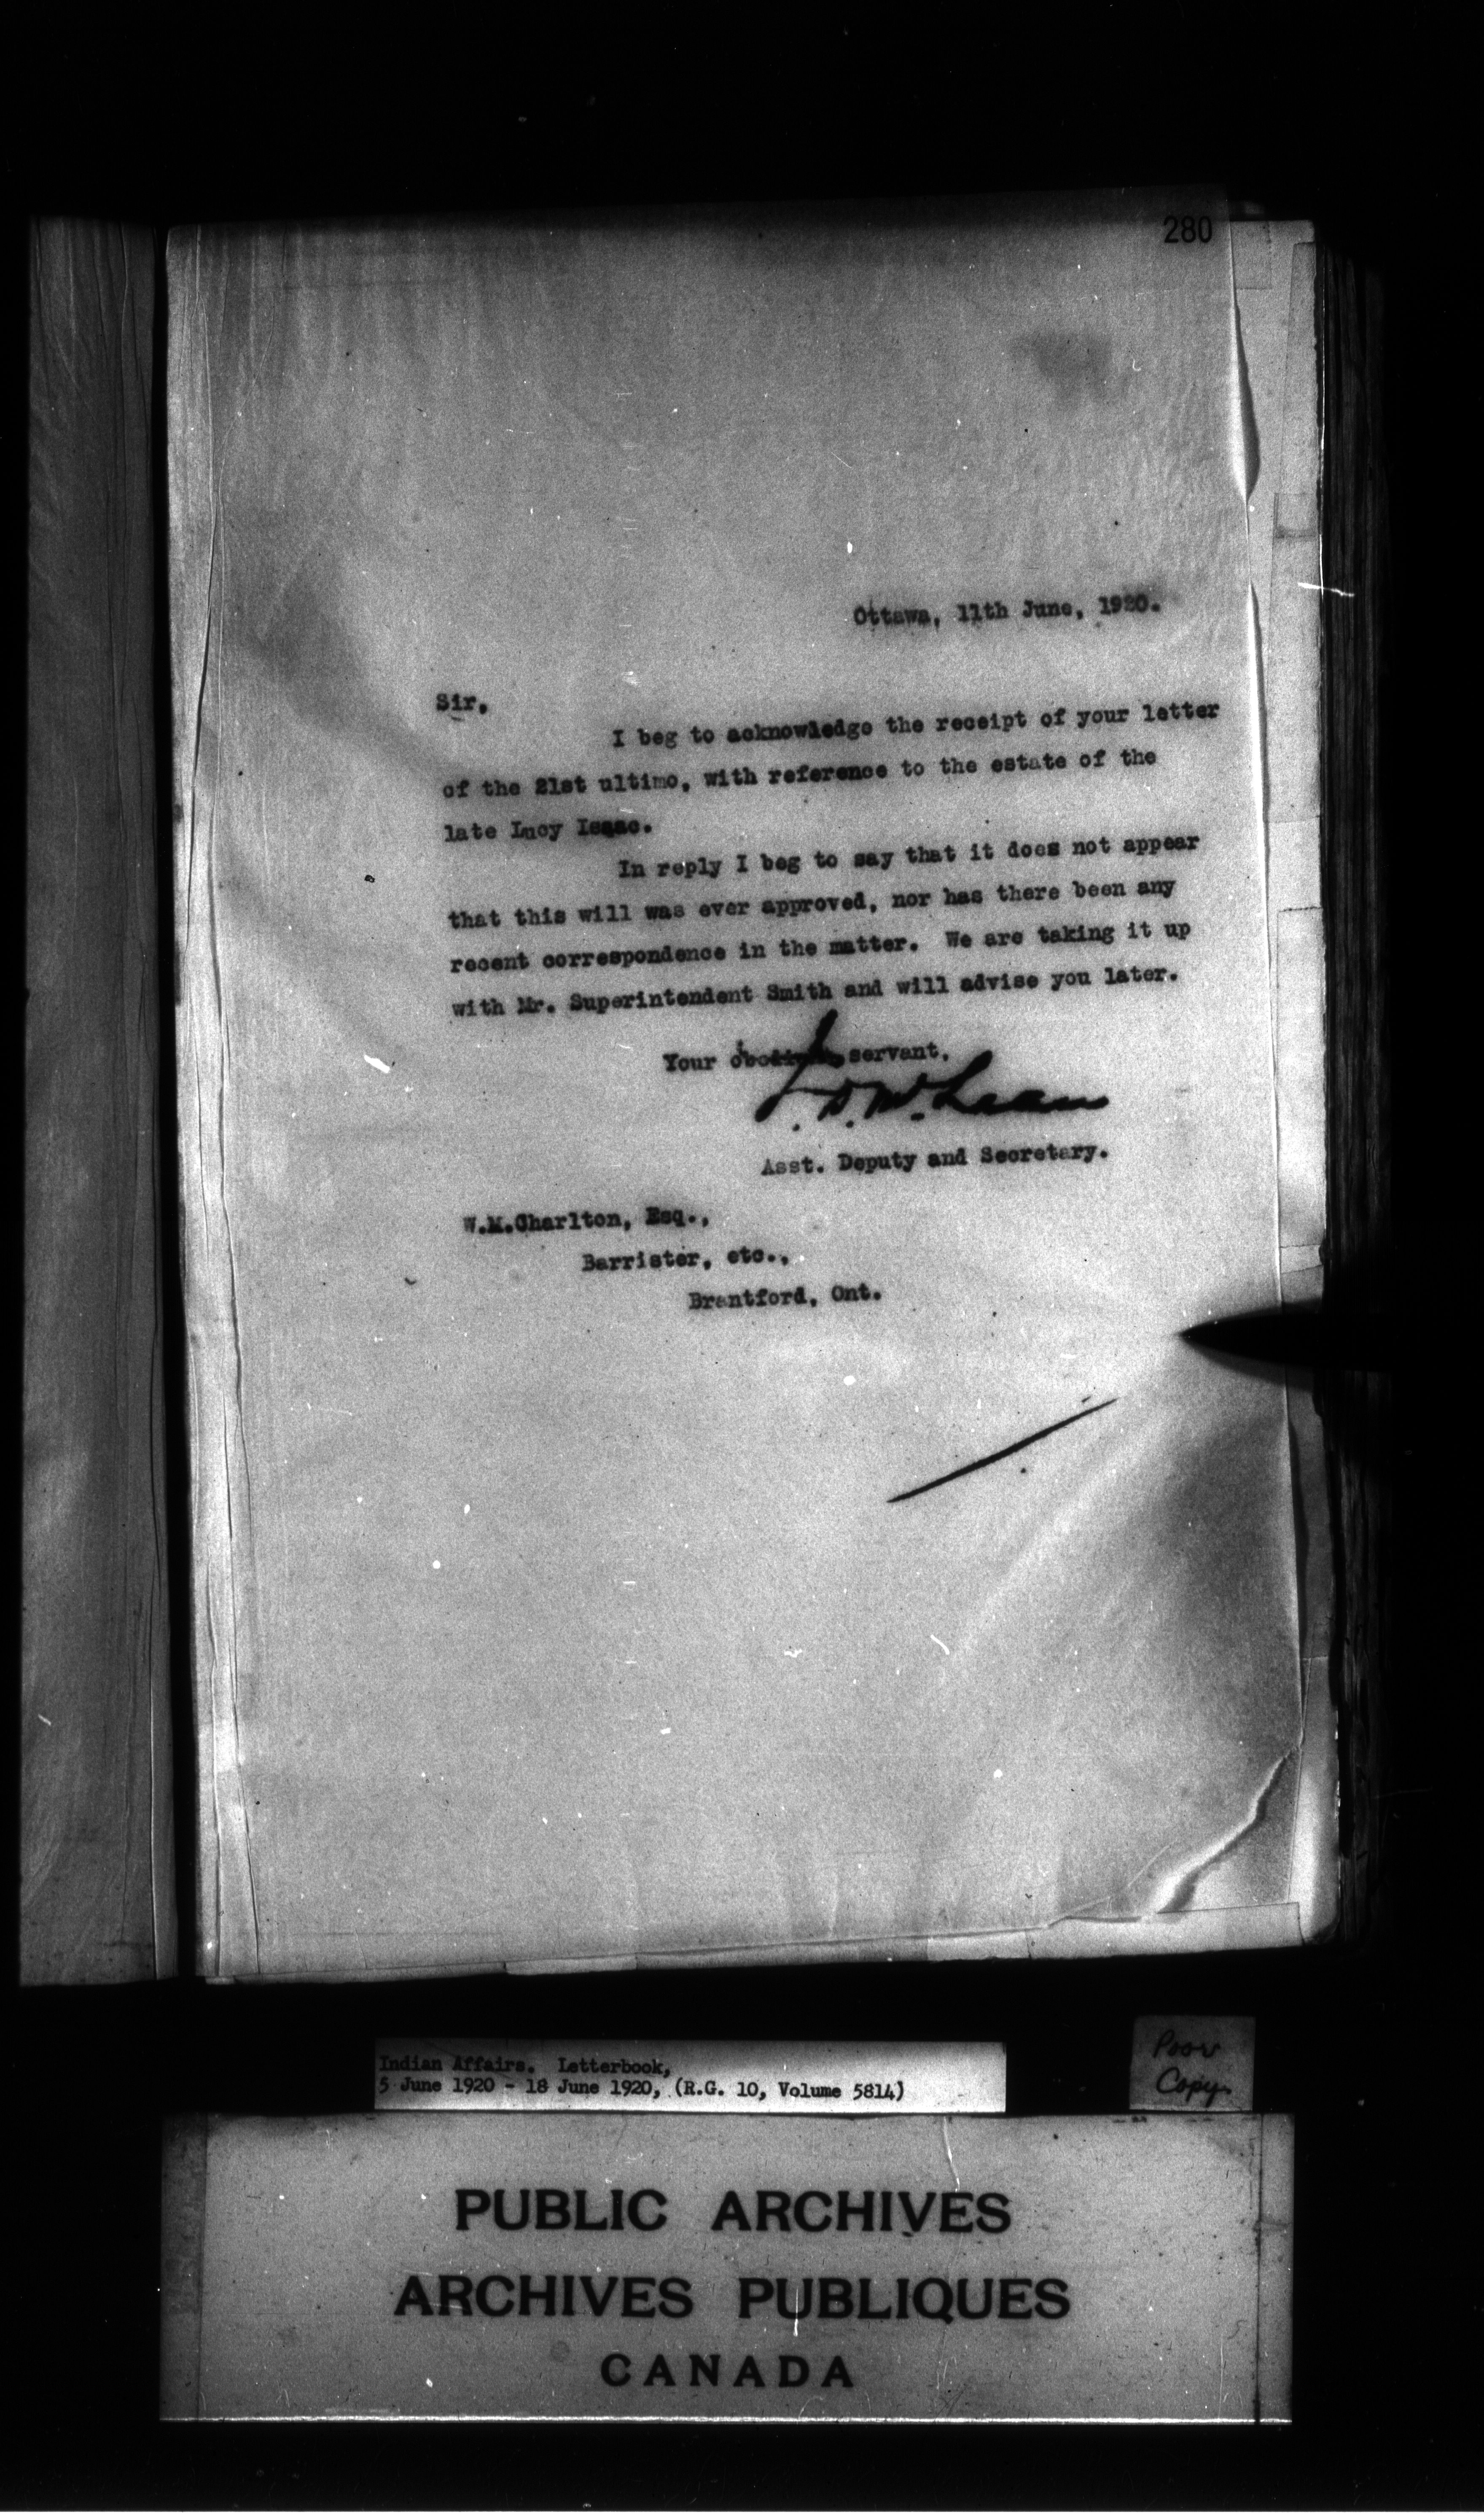 280
Ottawa, 11th June, 1920.
Sir,
I beg to acknowledge the receipt of your letter
of the 21st ultimo, with reference to the estate of the
late Lucy Isaac.
In reply I beg to say that it does not appear
that this will was ever approved, nor has there been any
recent correspondence in the matter. We are taking it up
with Mr. Superintendent Smith and will advise you later.
Your obedient servant,
J. D. McLean
Asst. Deputy and Secretary.
W.M.Charlton, Esq.,
Barrister, etc.,
Brantford, Ont.
Indian Affairs. Letterbook,
5 June 1920 - 18 June 1920, (R.G. 10, Volume 5814)
Poor
Copy
PUBLIC ARCHIVES
ARCHIVES PUBLIQUES
CANADA